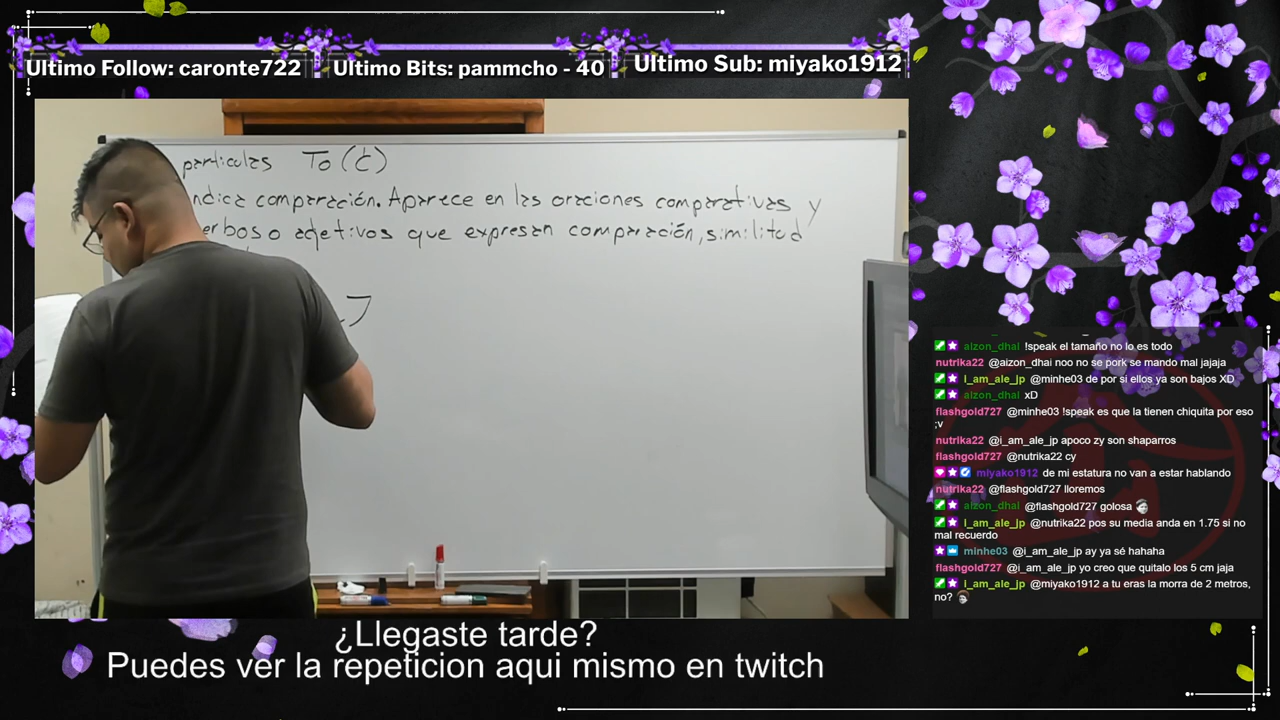 Ultimo Follow: caronte722
Ultimo Bits: pammcho - 40
Ultimo Sub: miyako1912
particulas To (と)
ndica comparación. Aparece en las oraciones comparativas y
erbos o adjetivos que expresan comparación, similitud
aizon_dhai !speak el tamaño no lo es todo
nutrika22 @aizon_dhai noo no se pork se mando mal jajaja
i_am_ale_jp @minhe03 de por si ellos ya son bajos XD
aizon_dhai xD
flashgold727 @minhe03 !speak es que la tienen chiquita por eso
;v
nutrika22 @i_am_ale_jp apoco zy son shaparros
flashgold727 @nutrika22 cy
miyako1912 de mi estatura no van a estar hablando
nutrika22 @flashgold727 lloremos
aizon_dhai @flashgold727 golosa
i_am_ale_jp @nutrika22 pos su media anda en 1.75 si no
mal recuerdo
minhe03 @i_am_ale_jp ay ya sé hahaha
flashgold727 @i_am_ale_jp yo creo que quitalo los 5 cm jaja
i_am_ale_jp @miyako1912 a tu eras la morra de 2 metros,
no?
¿Llegaste tarde?
Puedes ver la repeticion aqui mismo en twitch